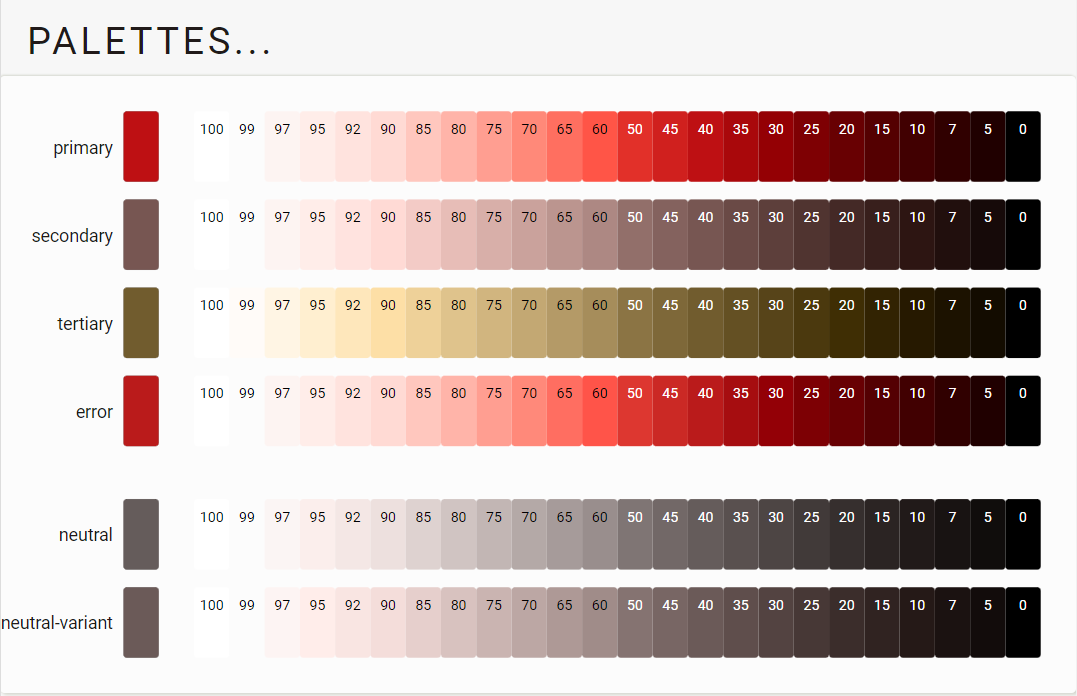 PALETTES...
primary 100 99 97 95 92 90 85 80 75 70 65 60 50 45 40 35 30 25 20 15 10 7 5 0
secondary 100 99 97 95 92 90 85 80 75 70 65 60 50 45 40 35 30 25 20 15 10 7 5 0
tertiary 100 99 97 95 92 90 85 80 75 70 65 60 50 45 40 35 30 25 20 15 10 7 5 0
error 100 99 97 95 92 90 85 80 75 70 65 60 50 45 40 35 30 25 20 15 10 7 5 0
neutral 100 99 97 95 92 90 85 80 75 70 65 60 50 45 40 35 30 25 20 15 10 7 5 0
neutral-variant 100 99 97 95 92 90 85 80 75 70 65 60 50 45 40 35 30 25 20 15 10 7 5 0